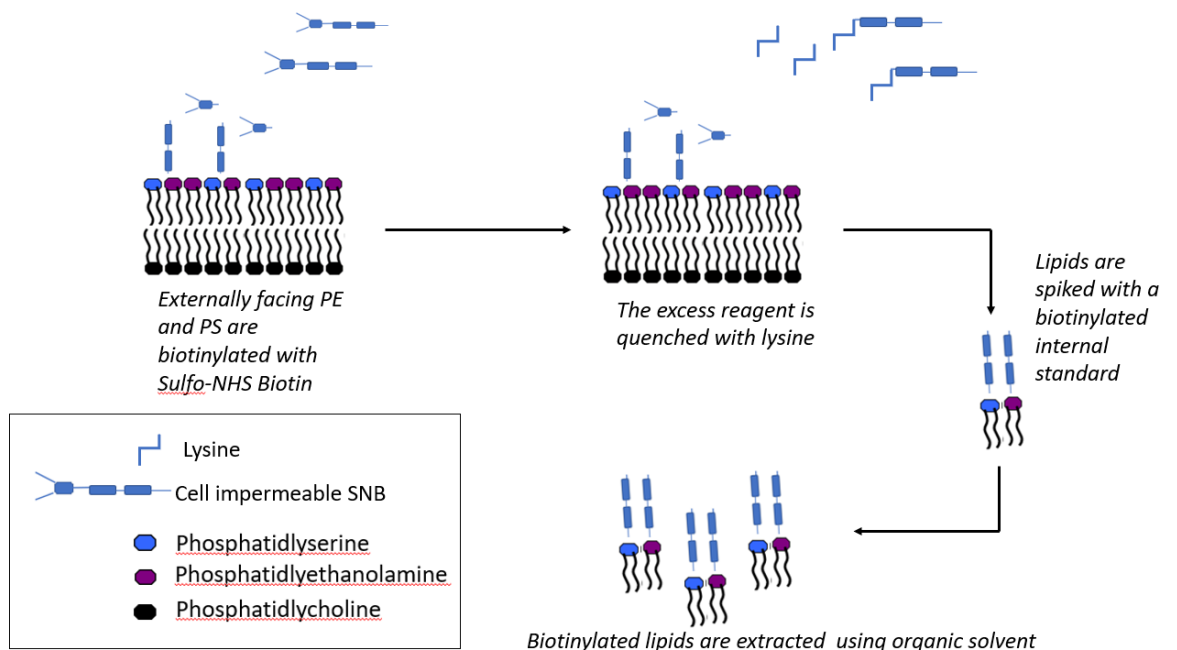 Externally facing PE
and PS are
biotinylated with
Sulfo-NHS Biotin
The excess reagent is
quenched with lysine
Lipids are
spiked with a
biotinylated
internal
standard
Lysine
Cell impermeable SNB
Phosphatidlyserine
Phosphatidlyethanolamine
Phosphatidlycholine
Biotinylated lipids are extracted using organic solvent